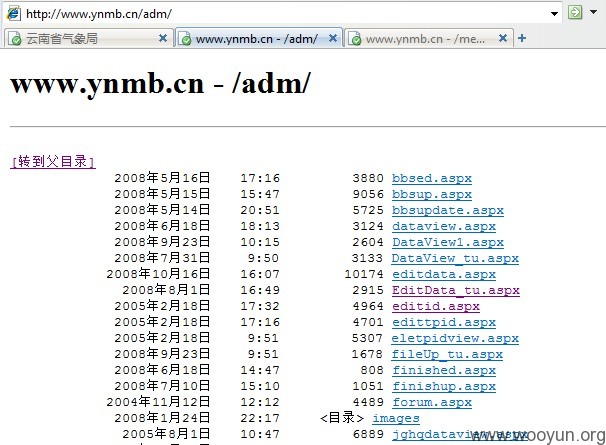 http://www.ynmb.cn/adm/
云南省气象局 www.ynmb.cn - /adm/ www.ynmb.cn - /me...
www.ynmb.cn - /adm/
[转到父目录]
2008年5月16日 17:16 3880 bbsed.aspx
2008年5月15日 15:47 9056 bbsup.aspx
2008年5月14日 20:51 5725 bbsupdate.aspx
2008年6月18日 18:13 3124 dataview.aspx
2008年9月23日 10:15 2604 DataView1.aspx
2008年7月31日 9:50 3133 DataView_tu.aspx
2008年10月16日 16:07 10174 editdata.aspx
2008年8月1日 16:49 2915 EditData_tu.aspx
2005年2月18日 17:32 4964 editid.aspx
2005年2月18日 17:16 4701 edittpid.aspx
2005年2月18日 9:51 5307 eletpidview.aspx
2008年9月23日 9:51 1678 fileUp_tu.aspx
2008年6月18日 14:47 808 finished.aspx
2008年7月10日 15:10 1051 finishup.aspx
2004年11月12日 12:12 4489 forum.aspx
2008年1月24日 22:17 <目录> images
2005年8月1日 10:47 6889 jghqdataview.aspx
www.wooyun.org